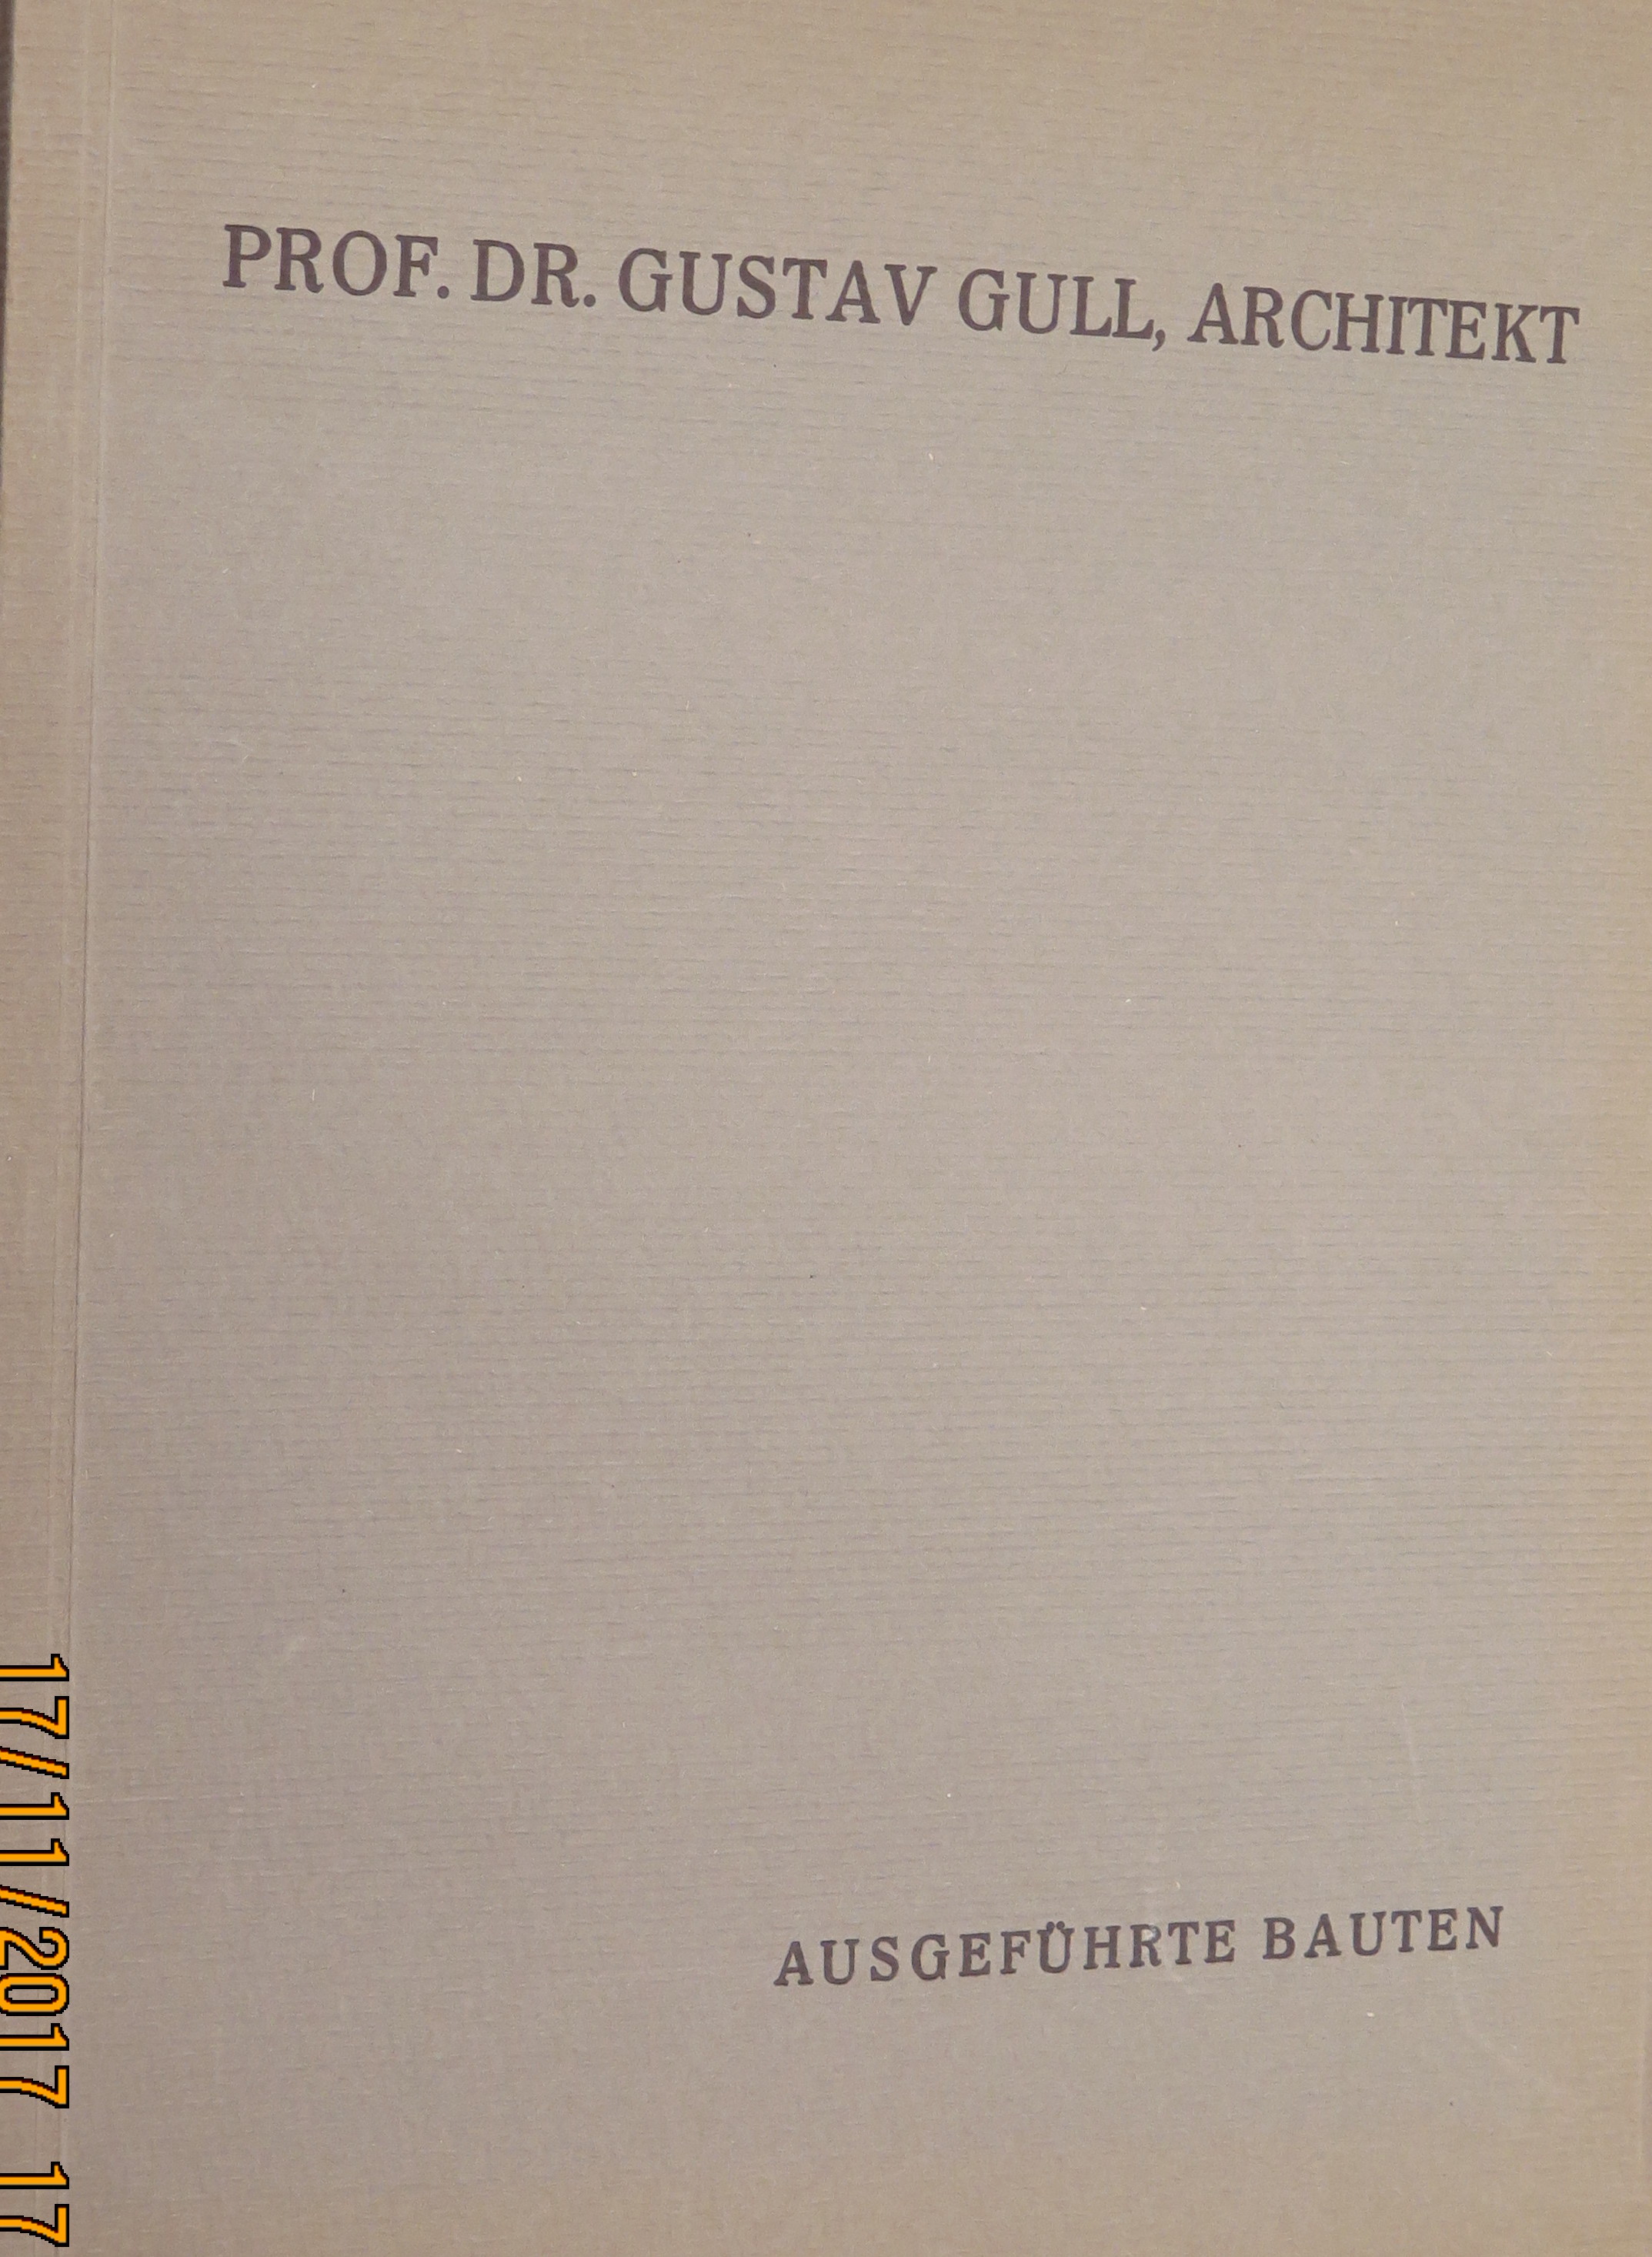 PROF. DR. GUSTAV GULL, ARCHITEKT
AUSGEFÜHRTE BAUTEN
17/11/2017 17